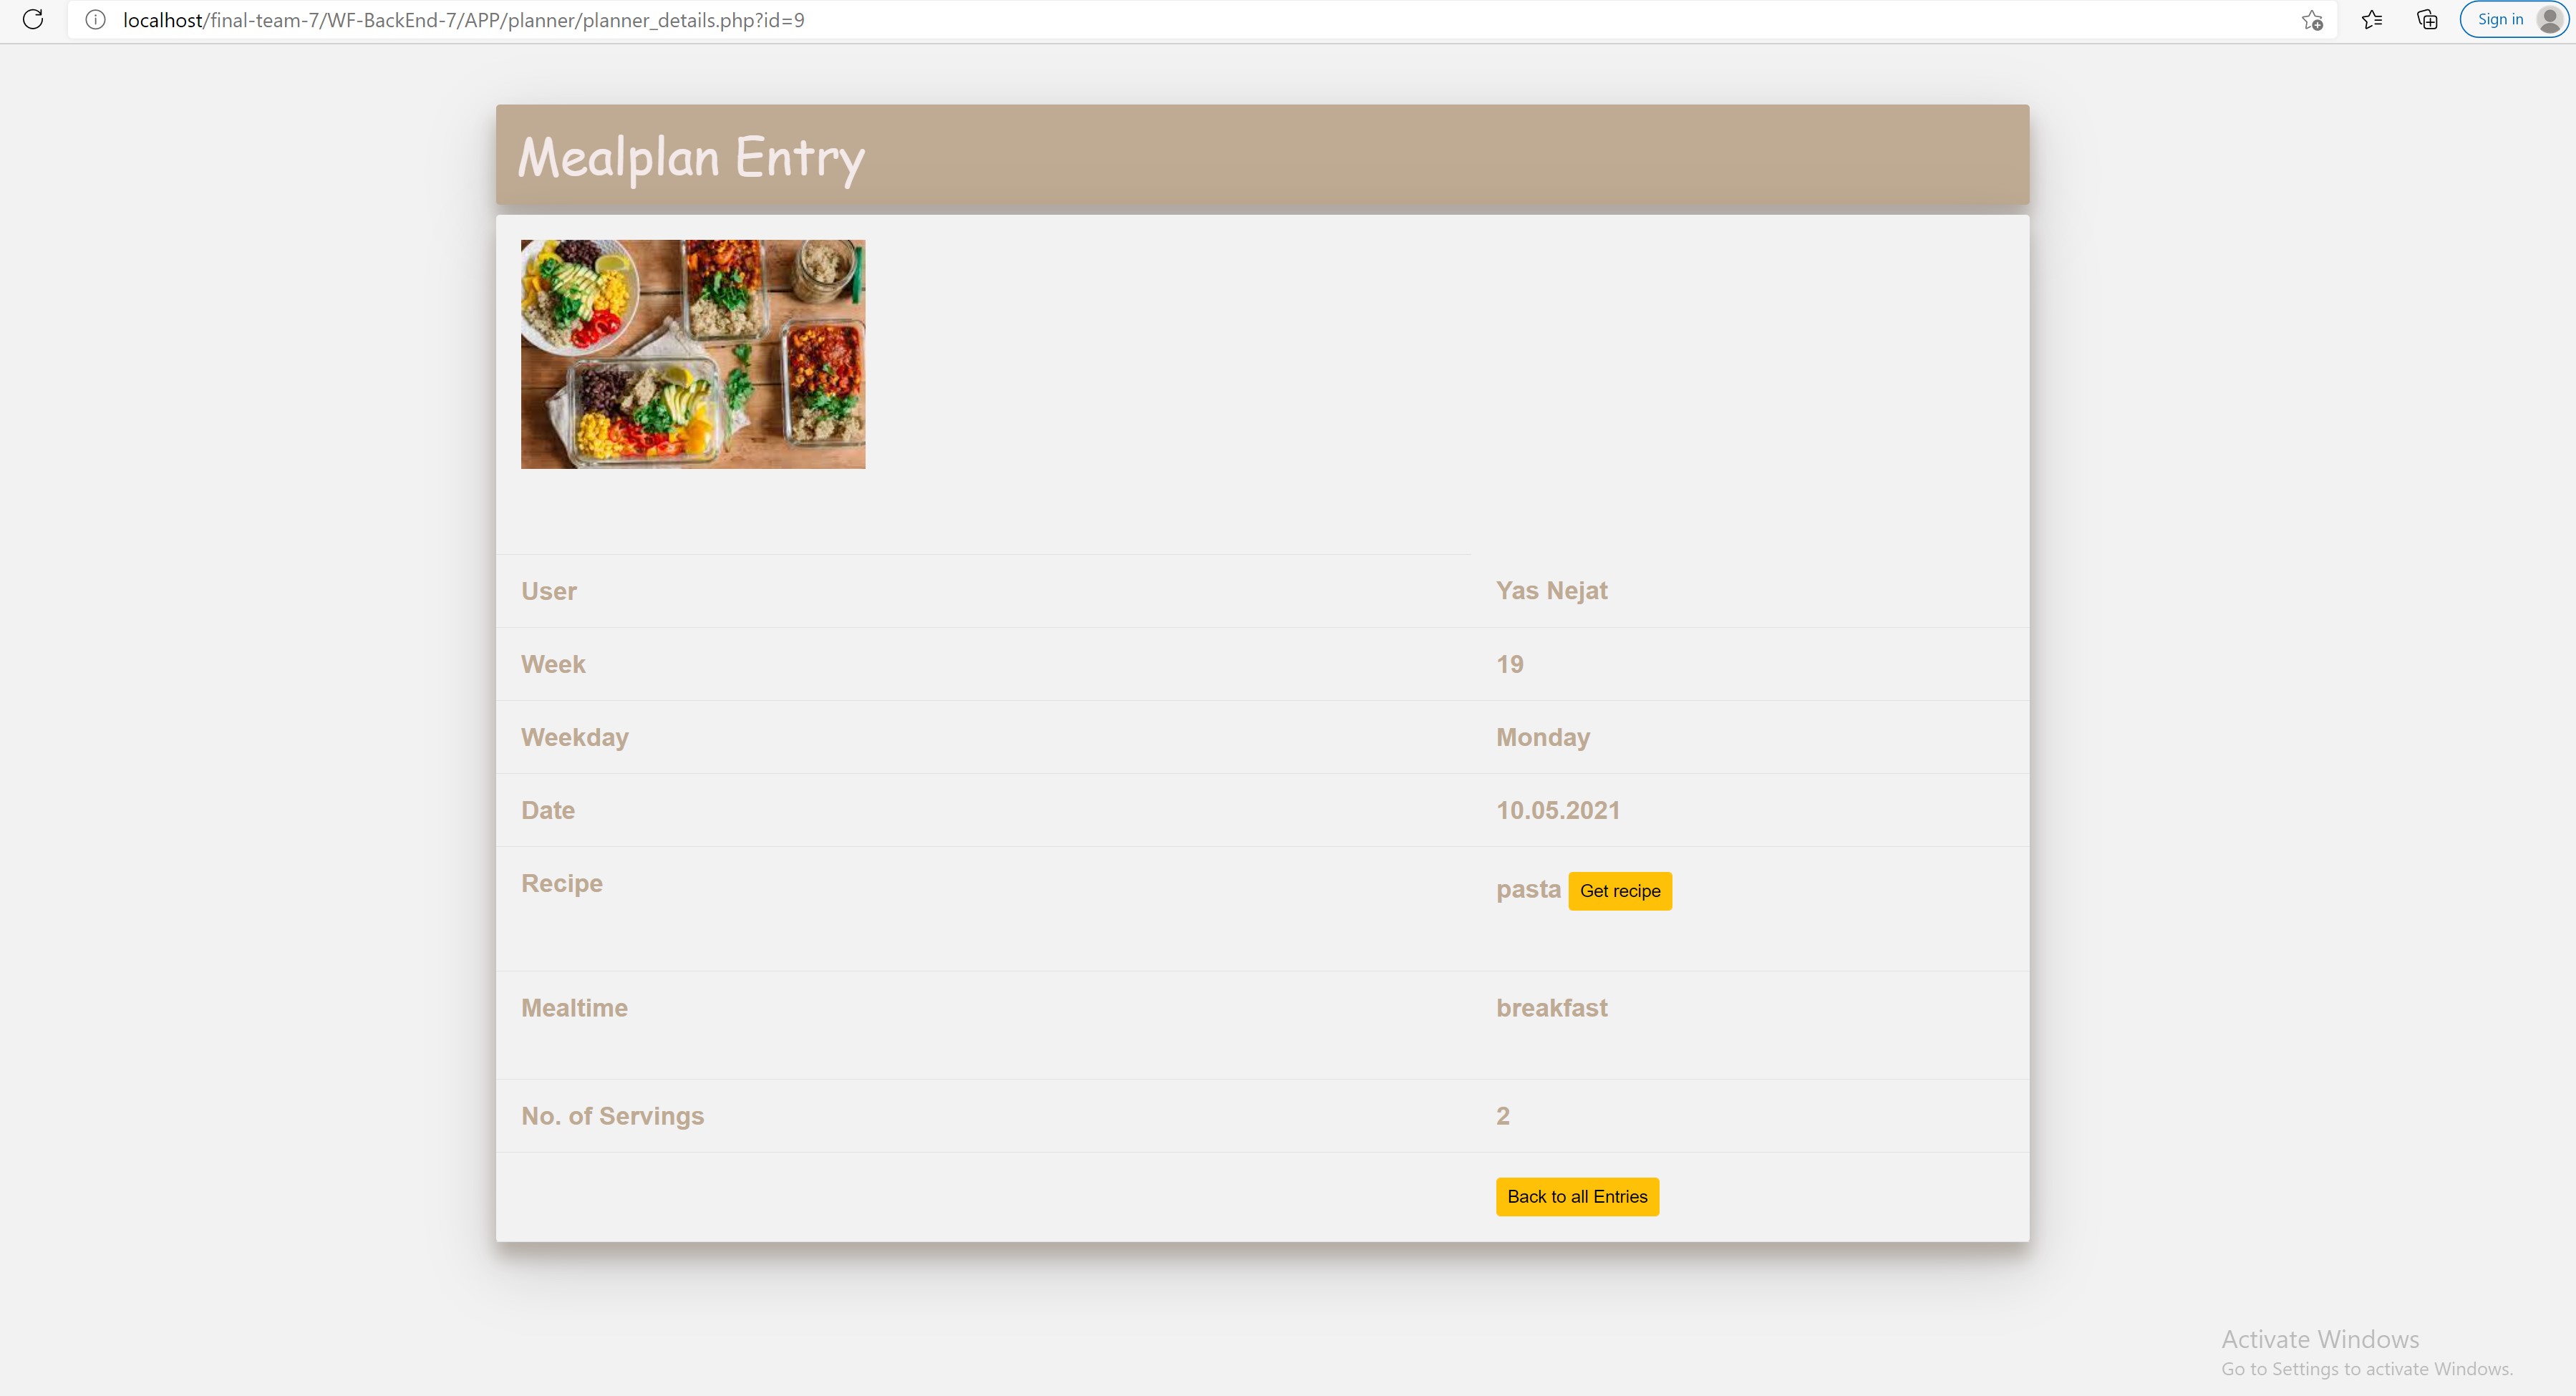 localhost/final-team-7/WF-BackEnd-7/APP/planner/planner_details.php?id=9
Sign in
Mealplan Entry
User Yas Nejat
Week 19
Weekday Monday
Date 10.05.2021
Recipe pasta Get recipe
Mealtime breakfast
No. of Servings 2
Back to all Entries
Activate Windows
Go to Settings to activate Windows.